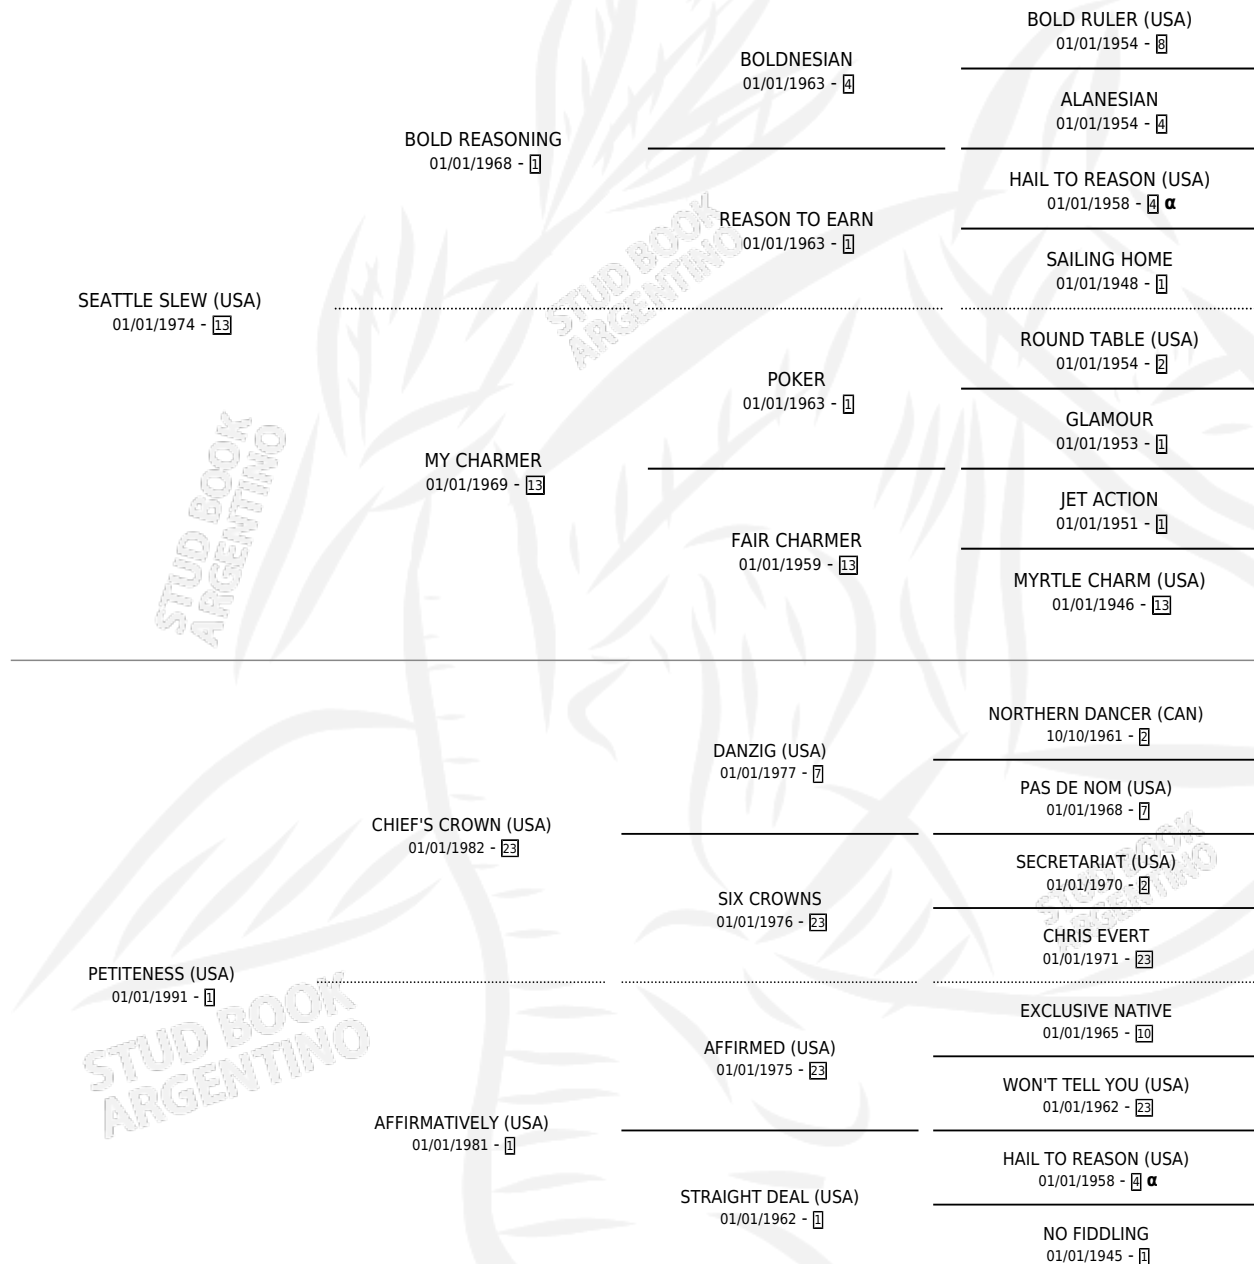 BOLD RULER (USA)
01/01/1954 - 8
BOLDNESIAN
01/01/1963 - 4
ALANESIAN
01/01/1954 - 4
BOLD REASONING
01/01/1968 - 1
HAIL TO REASON (USA)
01/01/1958 - 4 α
REASON TO EARN
01/01/1963 - 1
SAILING HOME
01/01/1948 - 1
SEATTLE SLEW (USA)
01/01/1974 - 13
ROUND TABLE (USA)
01/01/1954 - 2
POKER
01/01/1963 - 1
GLAMOUR
01/01/1953 - 1
MY CHARMER
01/01/1969 - 13
JET ACTION
01/01/1951 - 1
FAIR CHARMER
01/01/1959 - 13
MYRTLE CHARM (USA)
01/01/1946 - 13
NORTHERN DANCER (CAN)
10/10/1961 - 2
DANZIG (USA)
01/01/1977 - 7
PAS DE NOM (USA)
01/01/1968 - 7
CHIEF'S CROWN (USA)
01/01/1982 - 23
SECRETARIAT (USA)
01/01/1970 - 2
SIX CROWNS
01/01/1976 - 23
CHRIS EVERT
01/01/1971 - 23
PETITENESS (USA)
01/01/1991 - 1
EXCLUSIVE NATIVE
01/01/1965 - 10
AFFIRMED (USA)
01/01/1975 - 23
WON'T TELL YOU (USA)
01/01/1962 - 23
AFFIRMATIVELY (USA)
01/01/1981 - 1
HAIL TO REASON (USA)
01/01/1958 - 4 α
STRAIGHT DEAL (USA)
01/01/1962 - 1
NO FIDDLING
01/01/1945 - 1
STUD BOOK
ARGENTINO
STUD BOOK
ARGENTINO
STUD BOOK
ARGENTINO
STUD BOOK
ARGENTINO